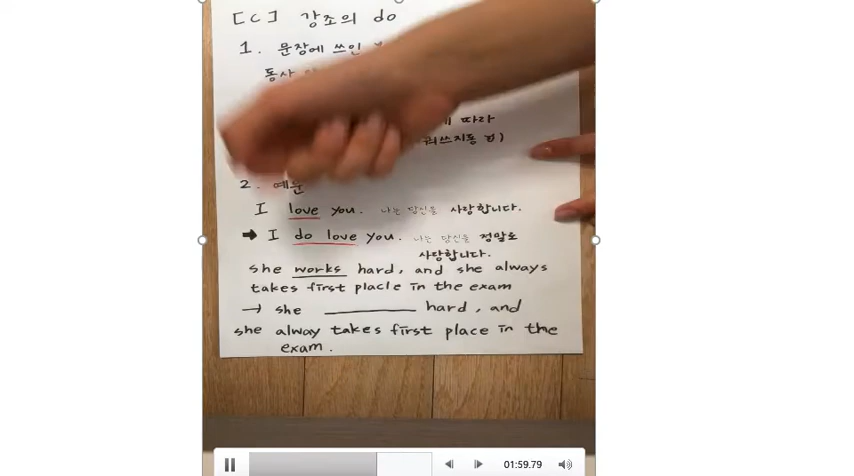 [C] 강조의 do
1. 문장에 쓰인
동사
따라
2. 예문
I love you. 나는 당신을 사랑합니다.
➡ I do love you. 나는 당신을 정말로
사랑합니다.
she works hard, and she always
takes first placle in the exam
→ she ________ hard, and
she alway takes first place in the
exam.
01:59.79